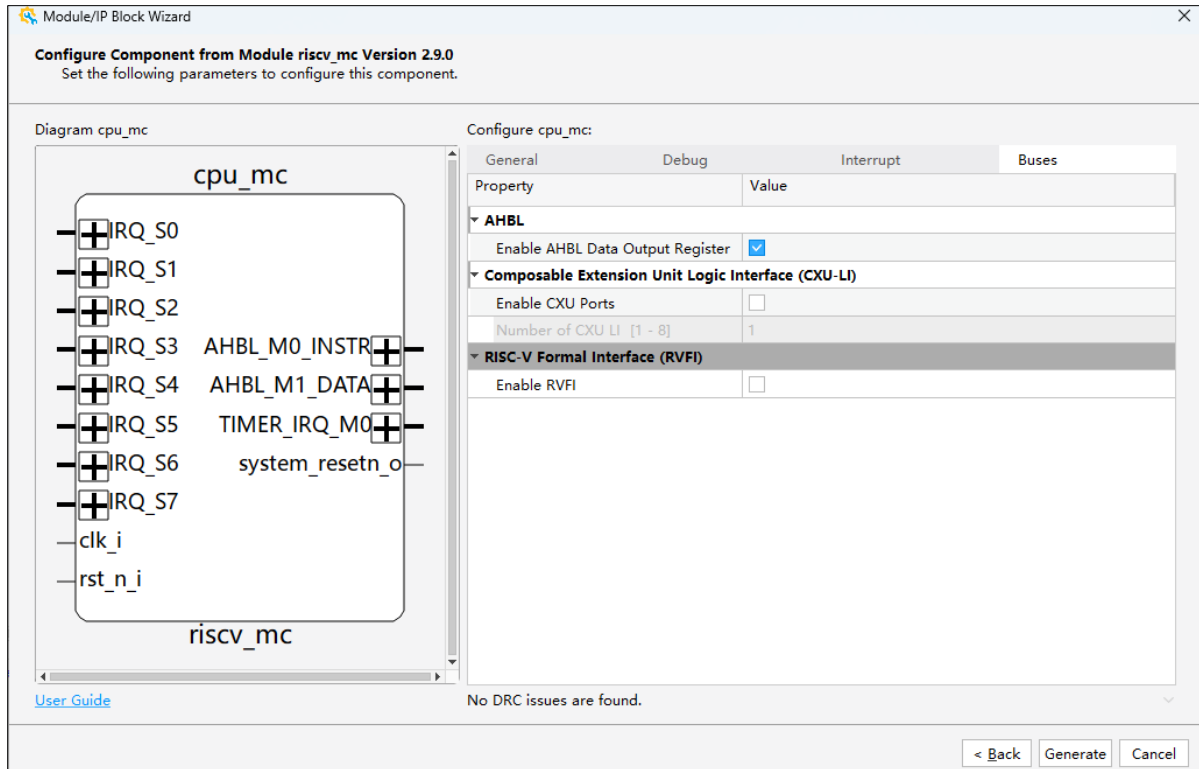 Module/IP Block Wizard
Configure Component from Module riscv_mc Version 2.9.0
Set the following parameters to configure this component.
Diagram cpu_mc
cpu_mc
IRQ_S0
IRQ_S1
IRQ_S2
IRQ_S3 AHBL_M0_INSTR
IRQ_S4 AHBL_M1_DATA
IRQ_S5 TIMER_IRQ_M0
IRQ_S6 system_resetn_o
IRQ_S7
clk_i
rst_n_i
riscv_mc
User Guide
Configure cpu_mc:
General Debug Interrupt Buses
Property Value
AHBL
Enable AHBL Data Output Register
Composable Extension Unit Logic Interface (CXU-LI)
Enable CXU Ports
Number of CXU LI [1 - 8] 1
RISC-V Formal Interface (RVFI)
Enable RVFI
No DRC issues are found.
< Back Generate Cancel